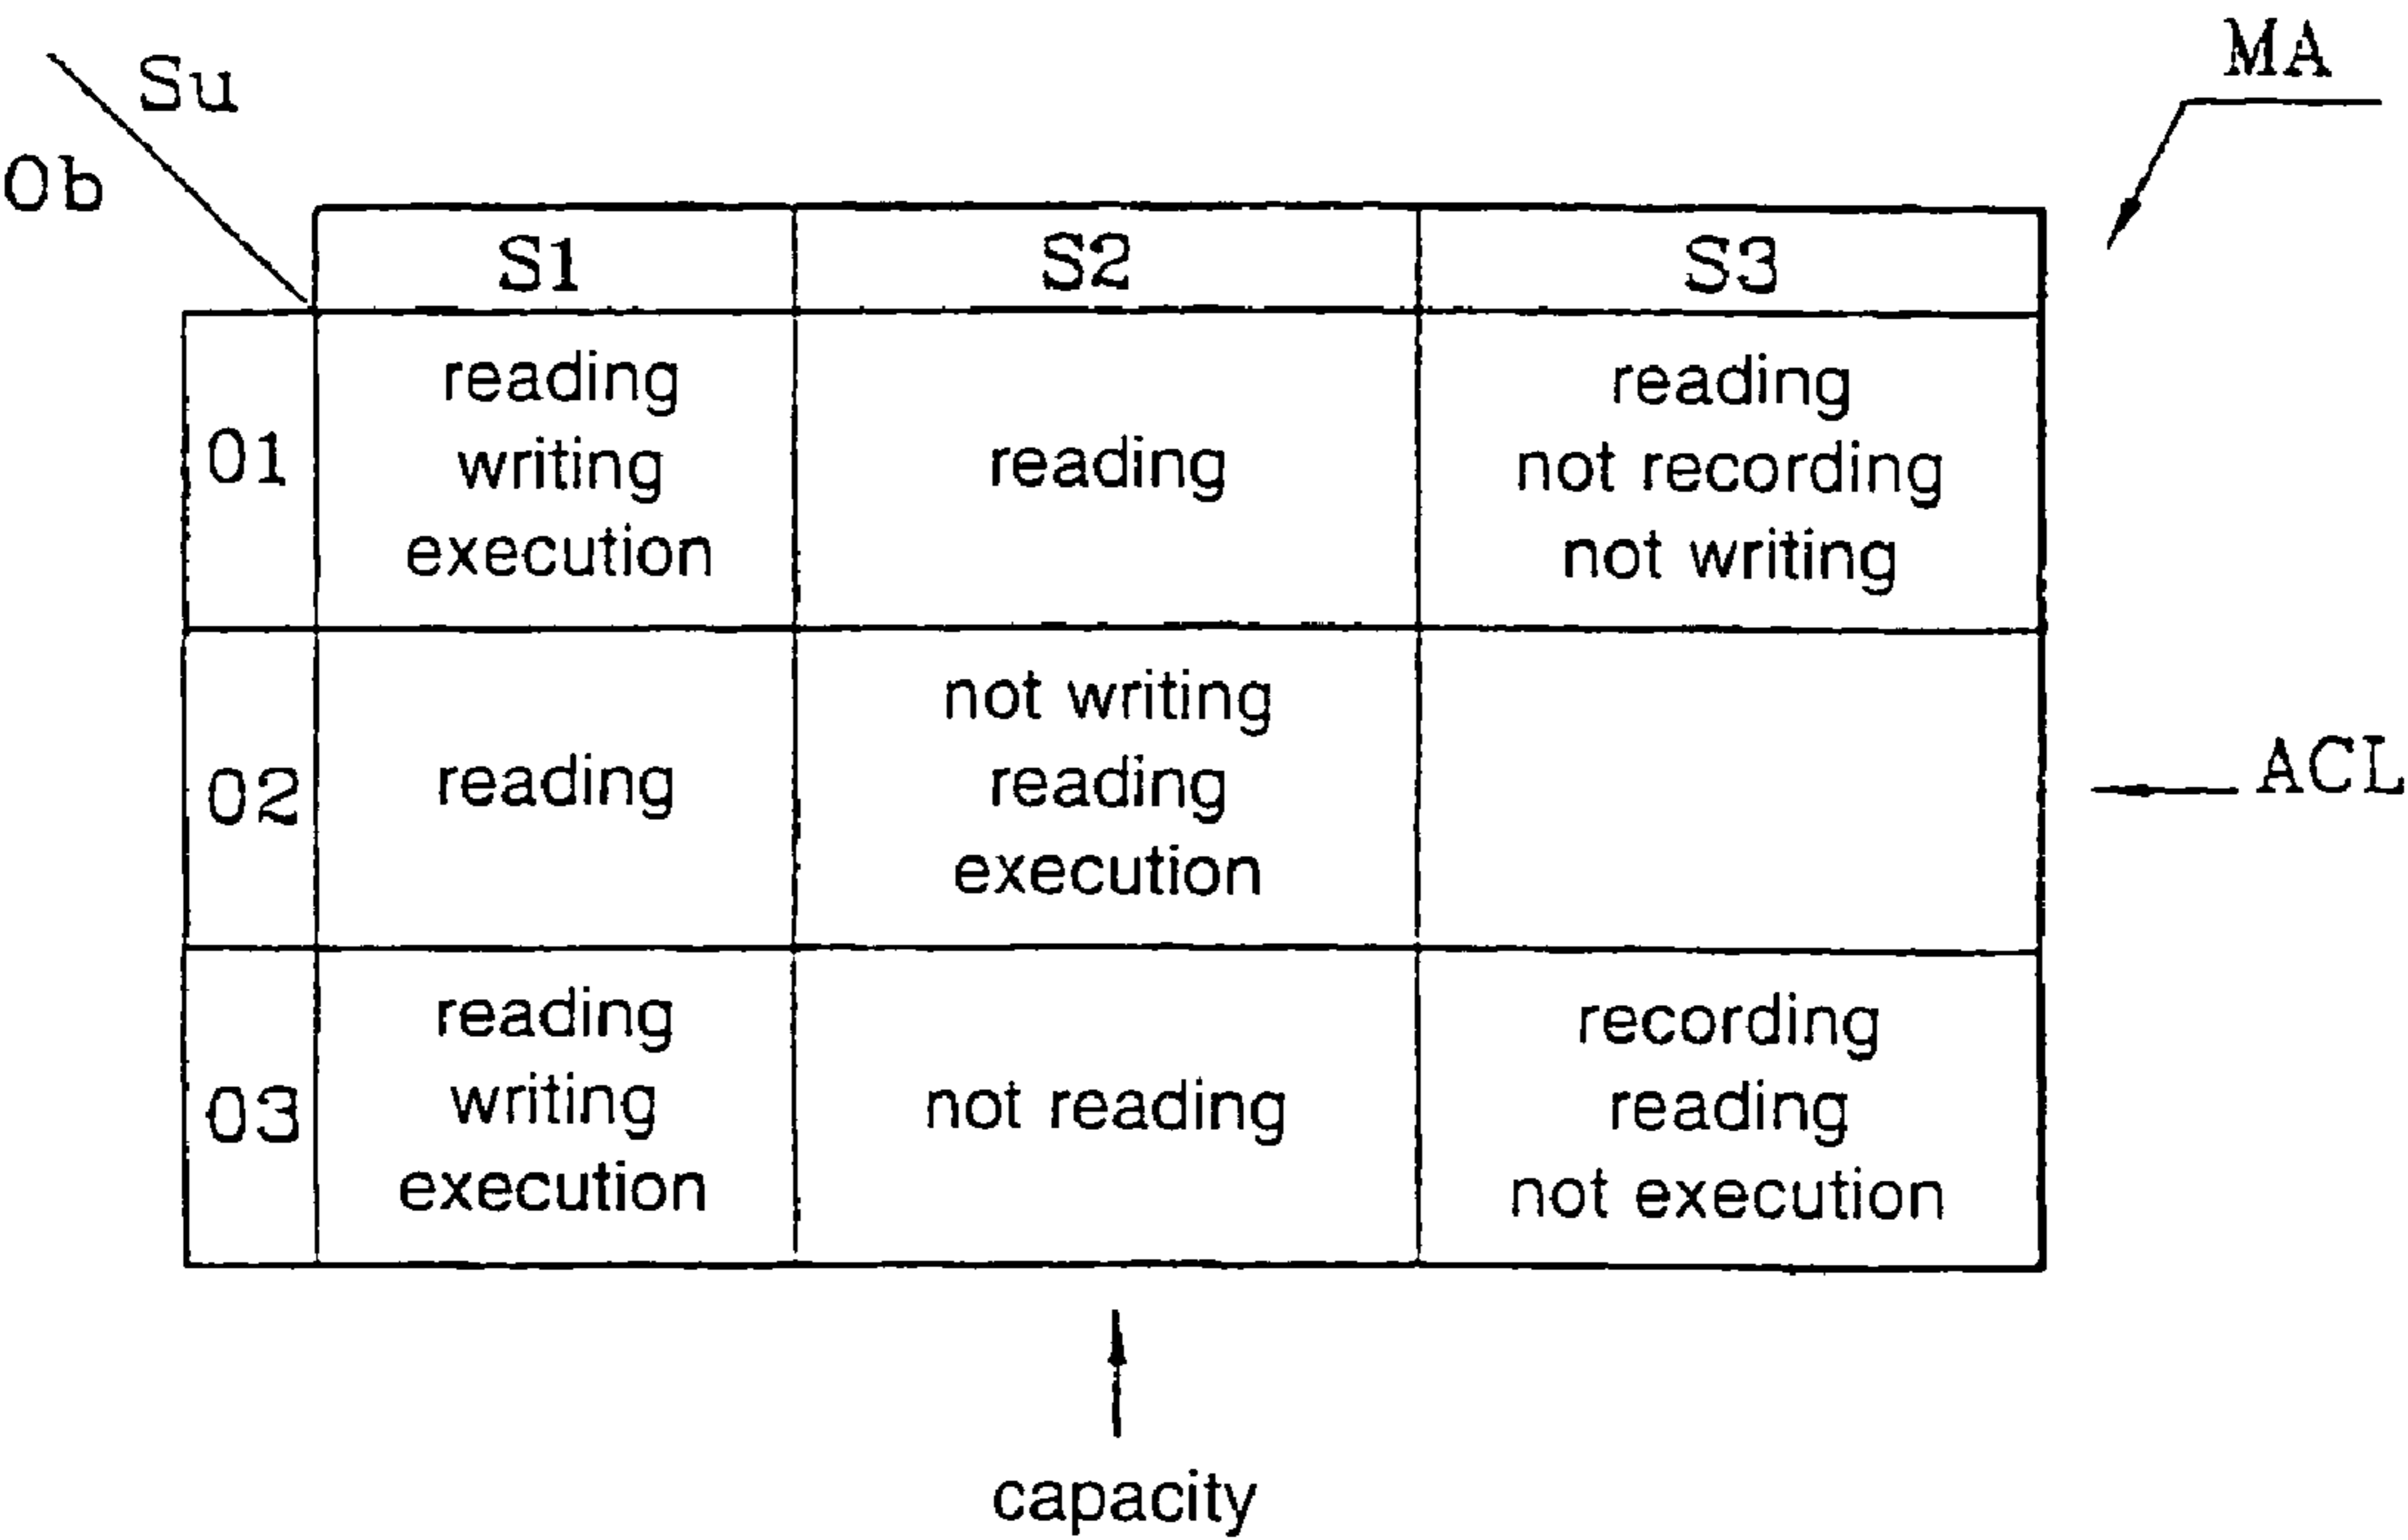 Su
MA
Ob
S1 S2 S3
01
reading
writing
execution
reading
reading
not recording
not writing
02
reading
not writing
reading
execution
ACL
03
reading
writing
execution
not reading
recording
reading
not execution
capacity